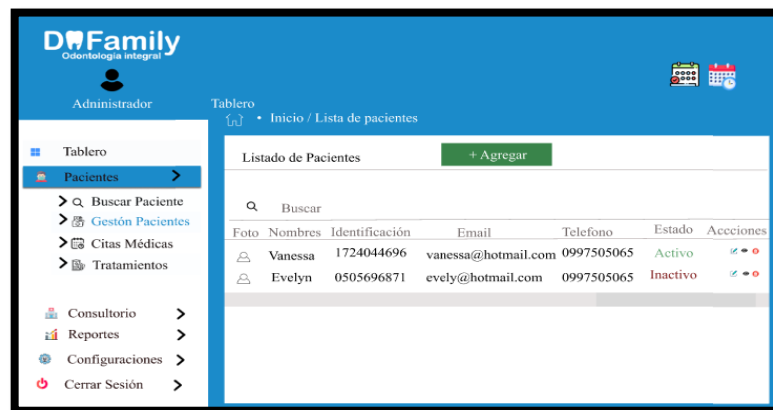 DFamily
Odontología integral
Administrador
Tablero
Inicio / Lista de pacientes
Tablero
Pacientes
Buscar Paciente
Gestón Pacientes
Citas Médicas
Tratamientos
Consultorio
Reportes
Configuraciones
Cerrar Sesión
Listado de Pacientes + Agregar
Buscar
Foto Nombres Identificación Email Telefono Estado Accciones
Vanessa 1724044696 vanessa@hotmail.com 0997505065 Activo
Evelyn 0505696871 evely@hotmail.com 0997505065 Inactivo